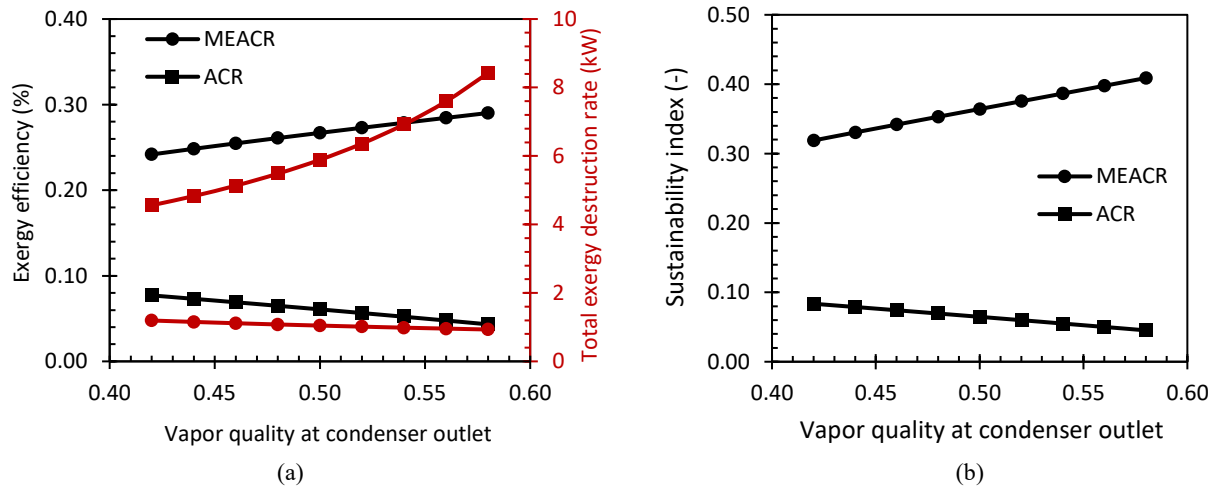 0.40
0.30
0.20
0.10
0.00
Exergy efficiency (%)
MEACR
ACR
10
8
6
4
2
0
Total exergy destruction rate (kW)
0.40 0.45 0.50 0.55 0.60
Vapor quality at condenser outlet
(a)
0.50
0.40
0.30
0.20
0.10
0.00
Sustainability index (-)
MEACR
ACR
0.40 0.45 0.50 0.55 0.60
Vapor quality at condenser outlet
(b)